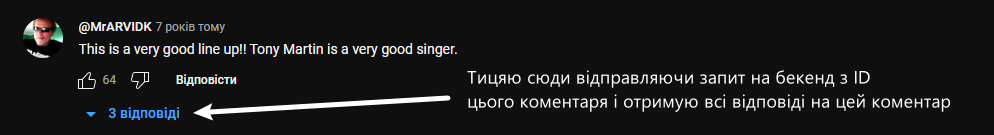 @MrARVIDK 7 років тому
This is a very good line up!! Tony Martin is a very good singer.
64 Відповісти
3 відповіді
Тицяю сюди відправляючи запит на бекенд з ID
цього коментаря і отримую всі відповіді на цей коментар